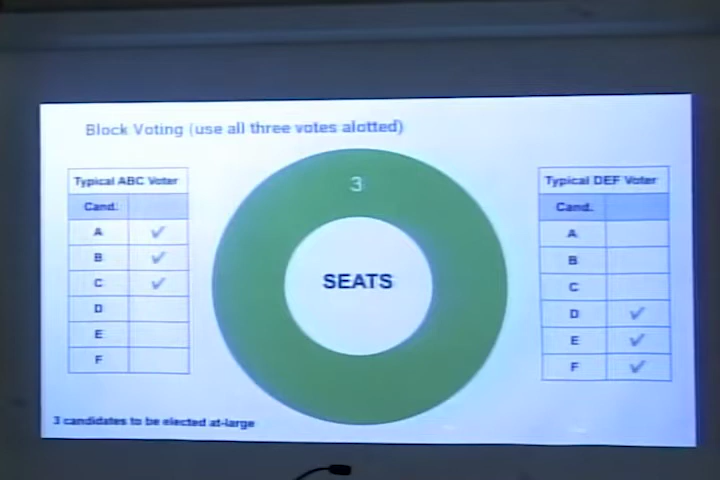 Block Voting (use all three votes alotted)
Typical ABC Voter
Cand.
A ✓
B ✓
C ✓
D
E
F
3
SEATS
Typical DEF Voter
Cand.
A
B
C
D ✓
E ✓
F ✓
3 candidates to be elected at-large